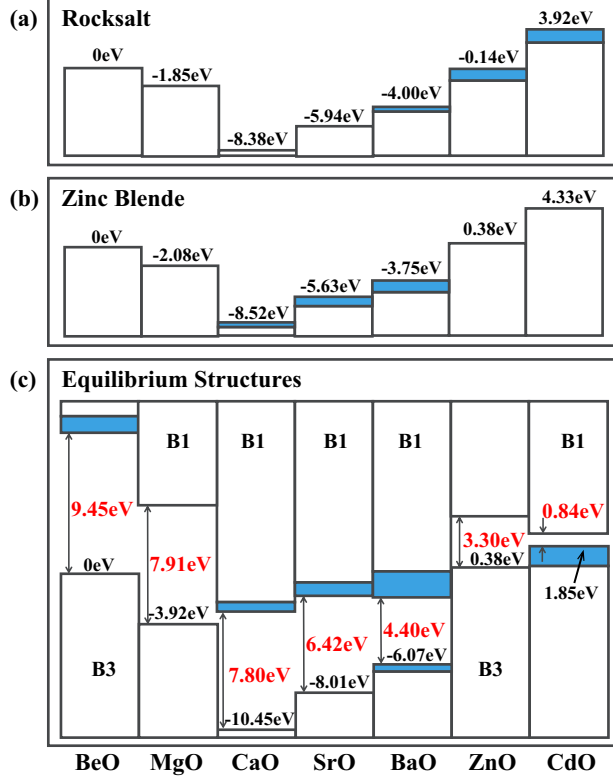 (a) Rocksalt
3.92eV
0eV
-0.14eV
-1.85eV
-4.00eV
-5.94eV
-8.38eV
(b) Zinc Blende
4.33eV
0eV
0.38eV
-2.08eV
-3.75eV
-5.63eV
-8.52eV
(c) Equilibrium Structures
B1 B1 B1 B1 B1
9.45eV
0.84eV
3.30eV
0eV
7.91eV
0.38eV
1.85eV
-3.92eV
4.40eV
6.42eV
-6.07eV
B3
7.80eV
B3
-8.01eV
-10.45eV
BeO MgO CaO SrO BaO ZnO CdO